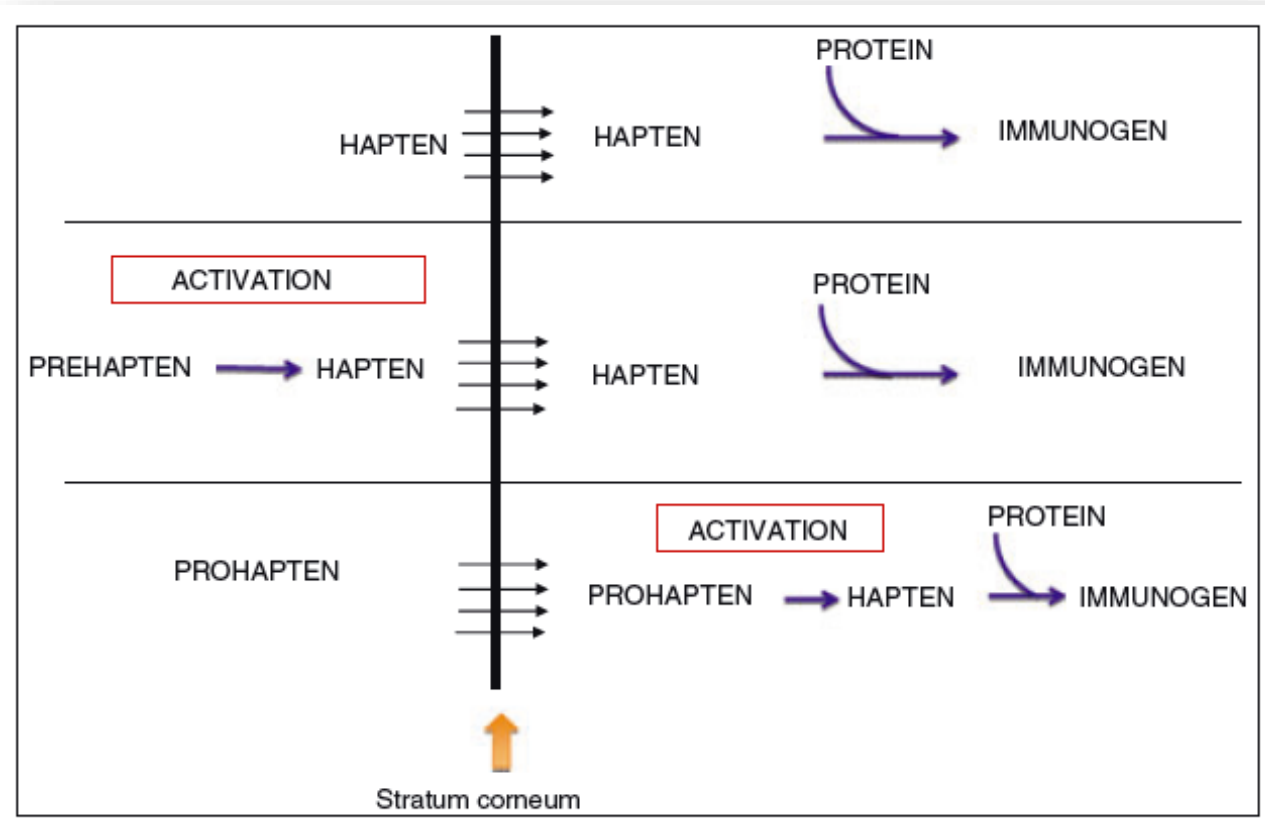 PROTEIN
HAPTEN HAPTEN IMMUNOGEN
ACTIVATION
PROTEIN
PREHAPTEN HAPTEN HAPTEN IMMUNOGEN
ACTIVATION PROTEIN
PROHAPTEN PROHAPTEN HAPTEN IMMUNOGEN
Stratum corneum